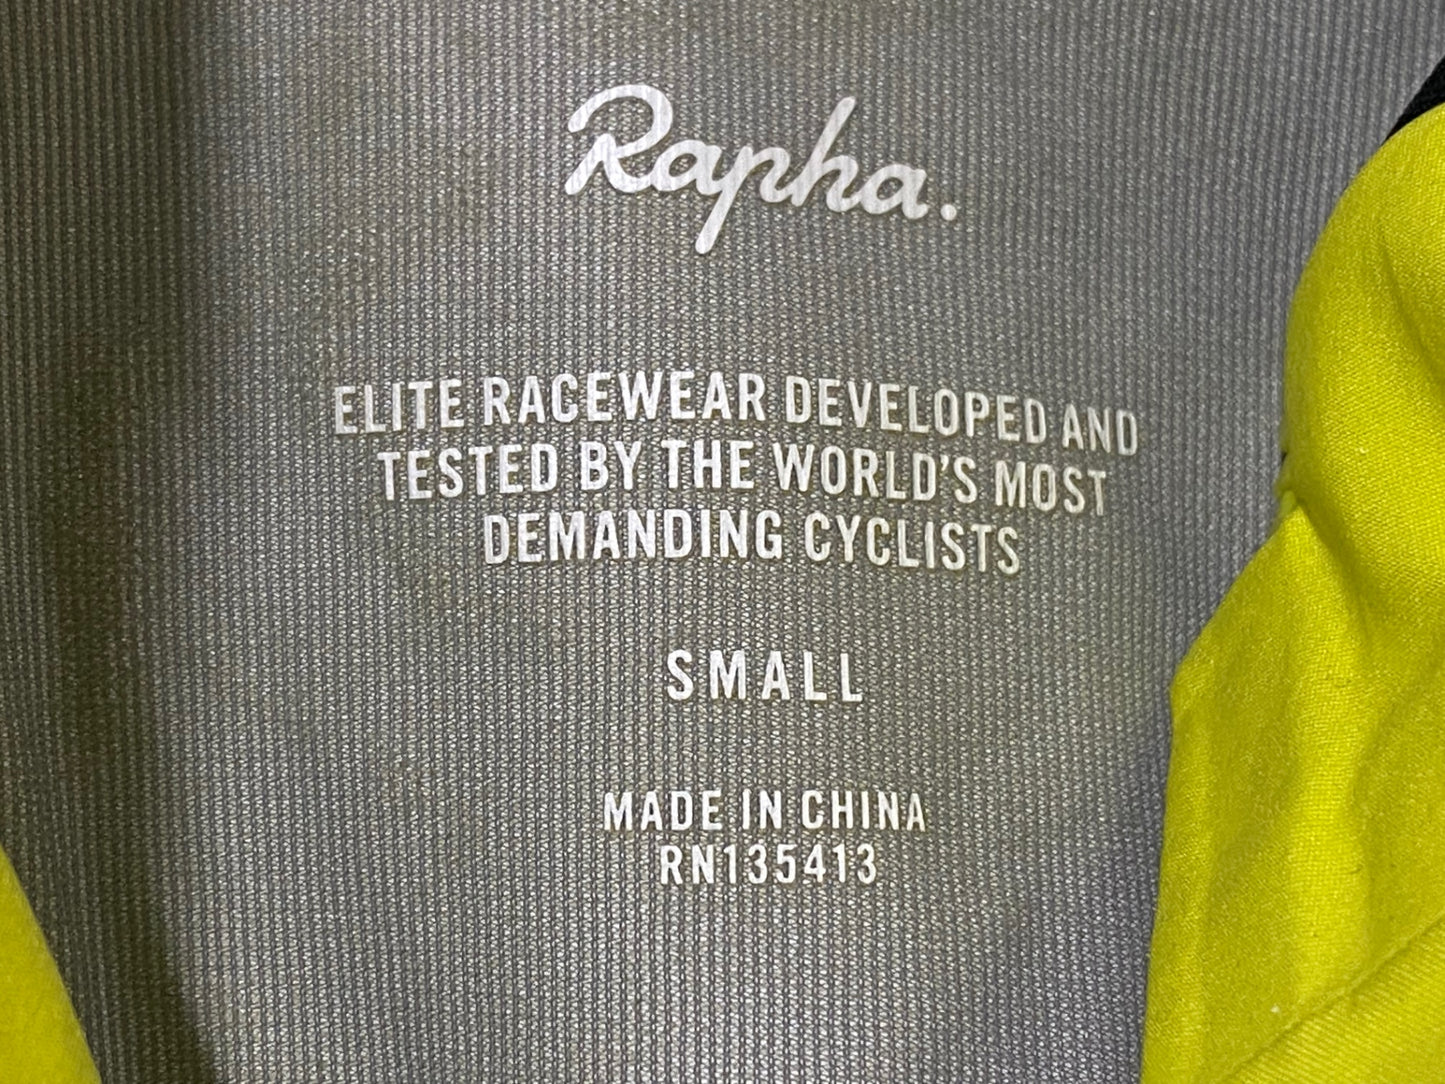 Rapha.
ELITE RACEWEAR DEVELOPED AND
TESTED BY THE WORLD'S MOST
DEMANDING CYCLISTS
SMALL
MADE IN CHINA
RN135413